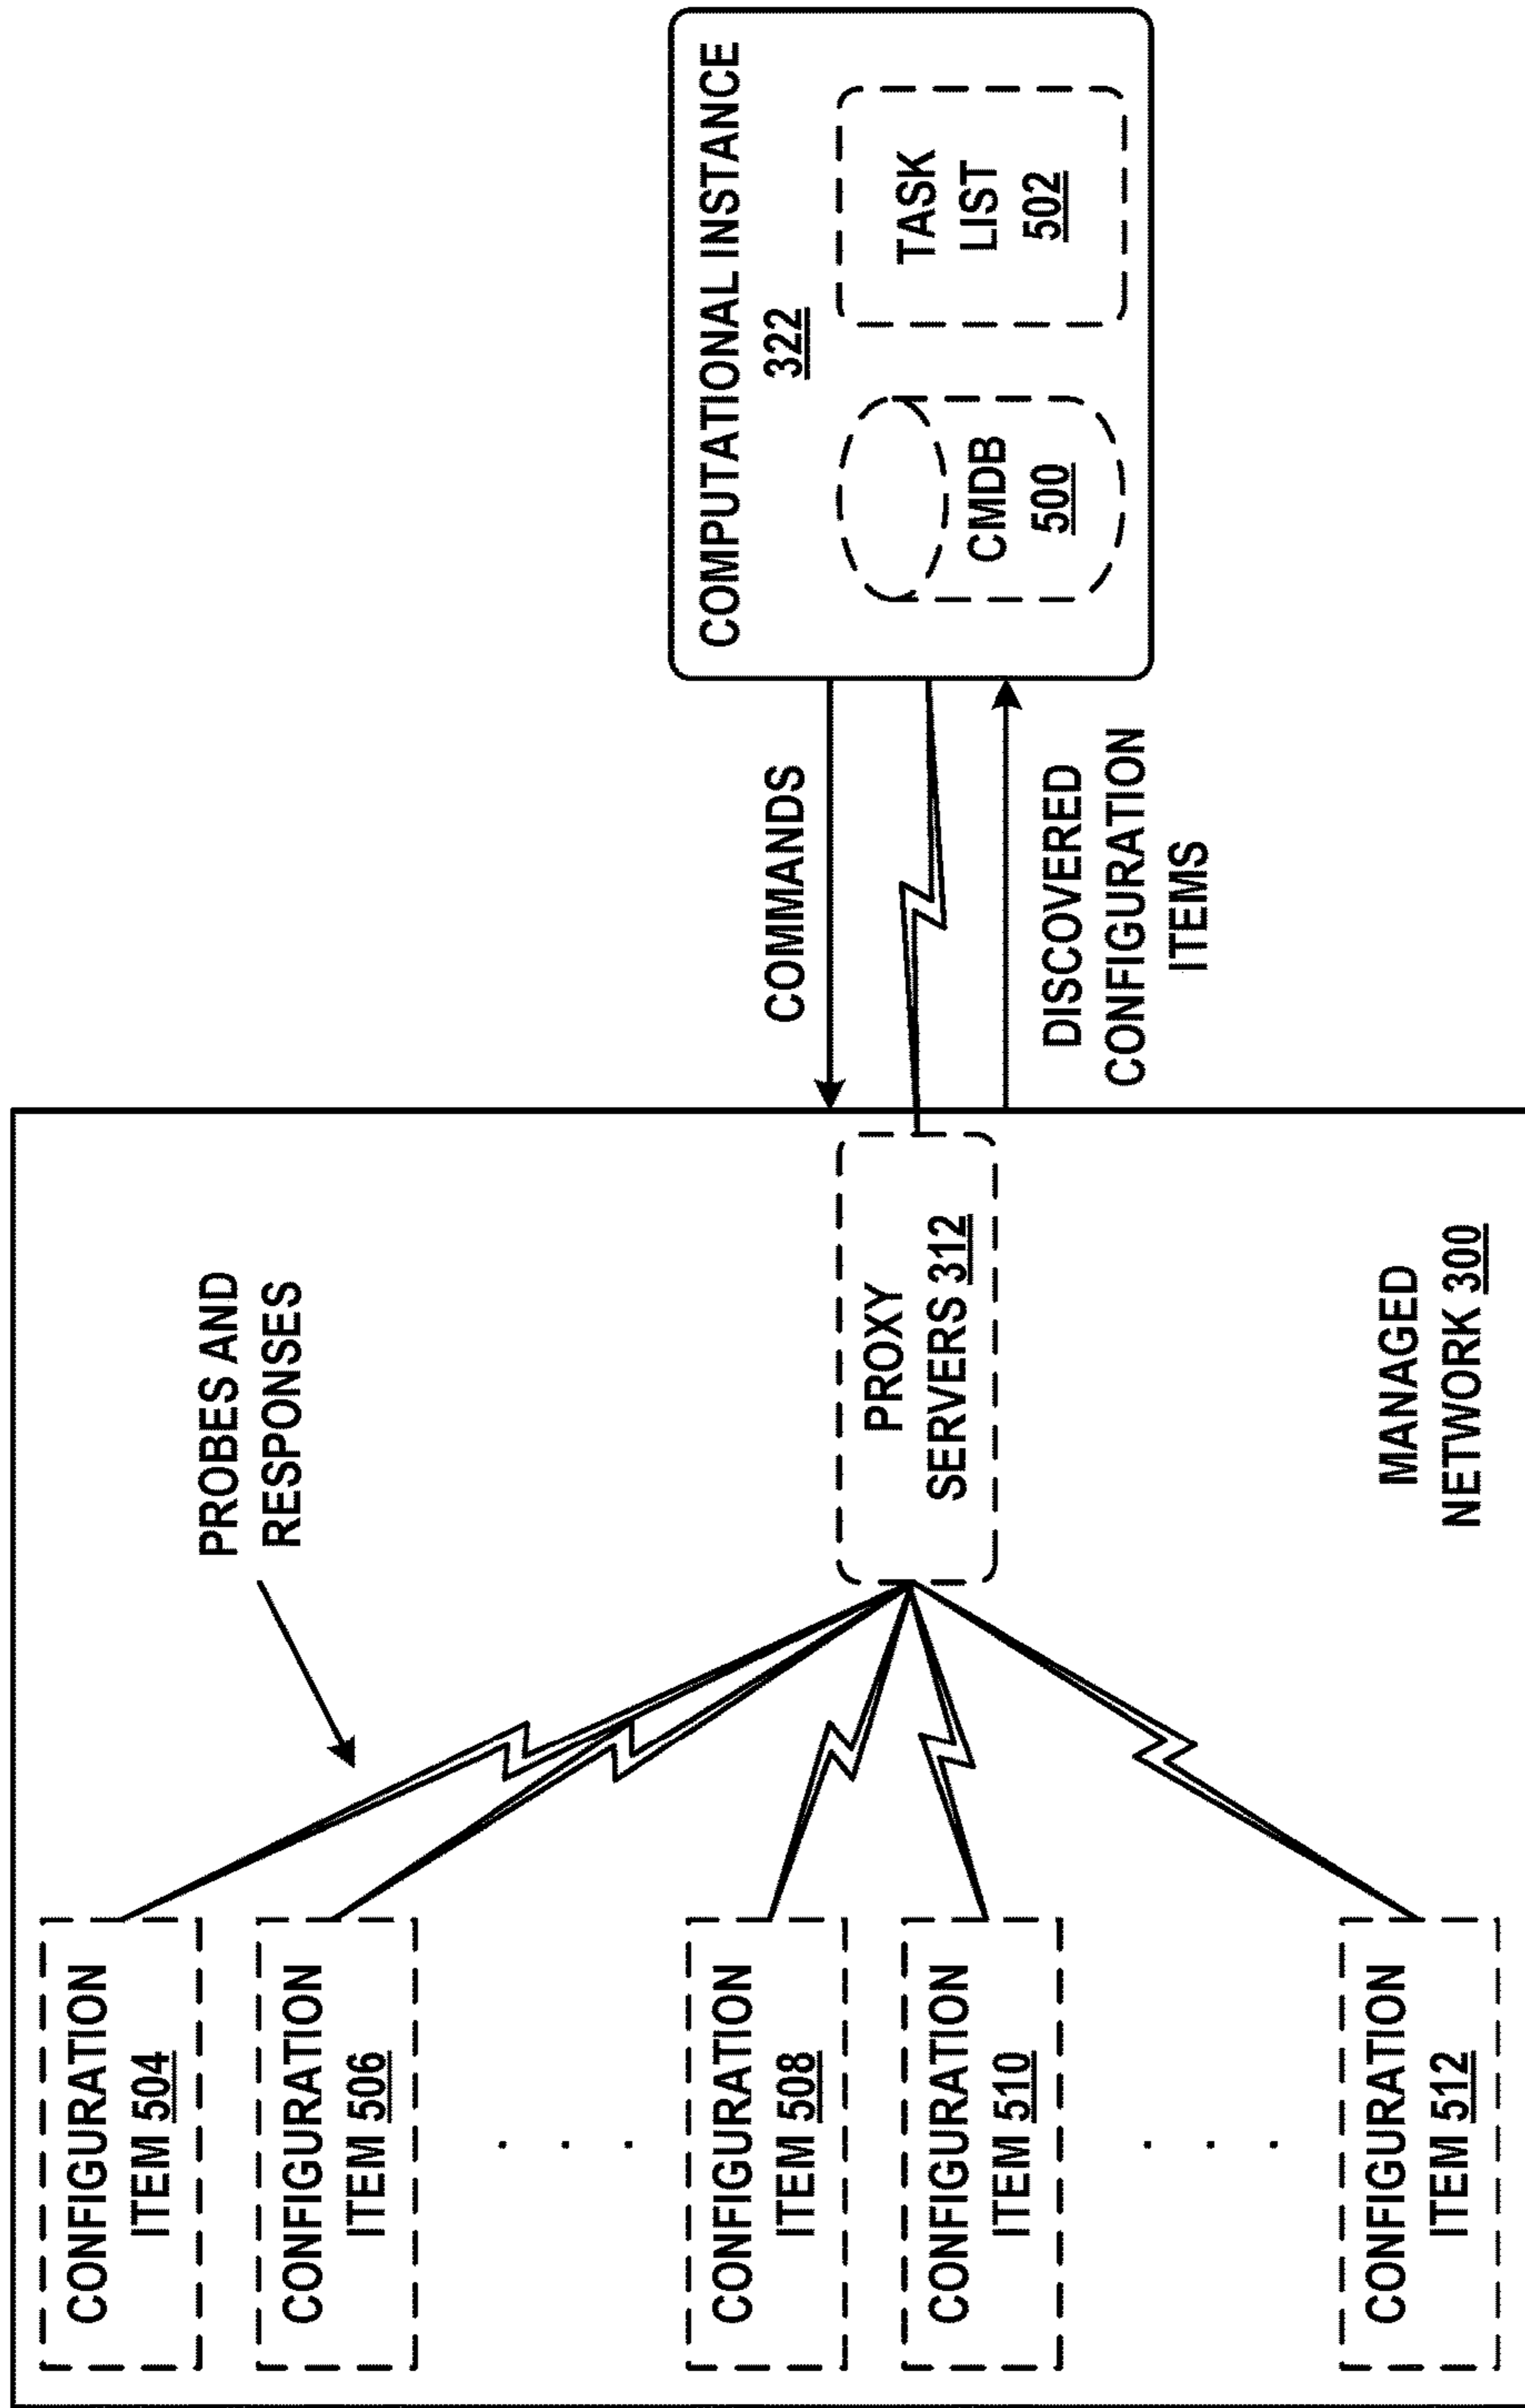 CONFIGURATION
ITEM 504
CONFIGURATION
ITEM 506
. . .
CONFIGURATION
ITEM 508
CONFIGURATION
ITEM 510
. . .
CONFIGURATION
ITEM 512
PROBES AND
RESPONSES
PROXY
SERVERS 312
MANAGED
NETWORK 300
COMMANDS
DISCOVERED
CONFIGURATION
ITEMS
COMPUTATIONAL INSTANCE
322
CMDB
500
TASK
LIST
502